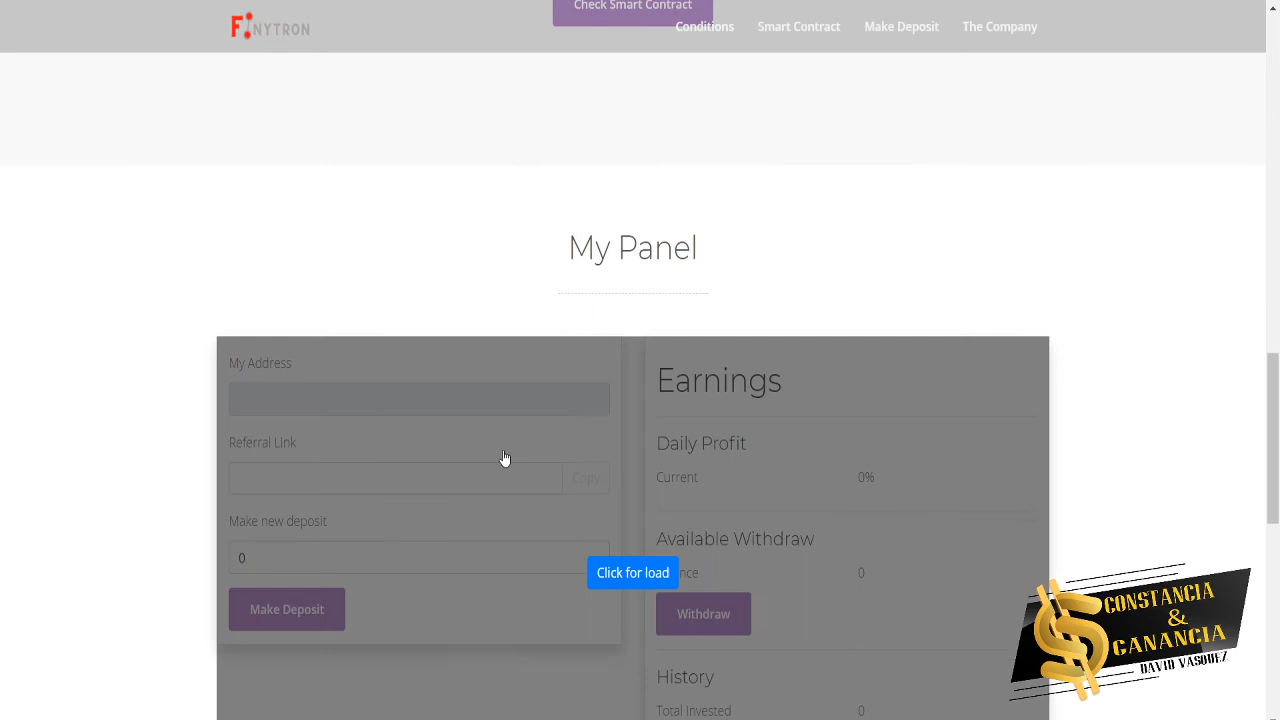 Check Smart Contract
FINYTRON
Conditions Smart Contract Make Deposit The Company
My Panel
My Address
Referral Link
Copy
Make new deposit
0
Make Deposit
Click for load
Earnings
Daily Profit
Current 0%
Available Withdraw
nce 0
Withdraw
History
Total Invested 0
CONSTANCIA
&
GANANCIA
DAVID VASQUEZ